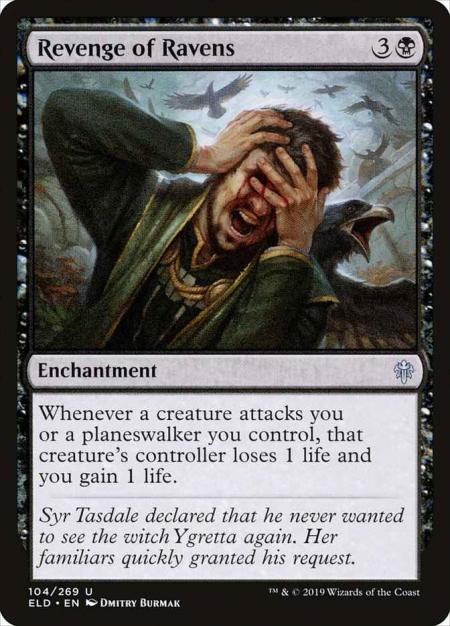 Revenge of Ravens 3
Enchantment
Whenever a creature attacks you
or a planeswalker you control, that
creature's controller loses 1 life and
you gain 1 life.
Syr Tasdale declared that he never wanted
to see the witch Ygretta again. Her
familiars quickly granted his request.
104/269 U
ELD • EN DMITRY BURMAK
™ & © 2019 Wizards of the Coast